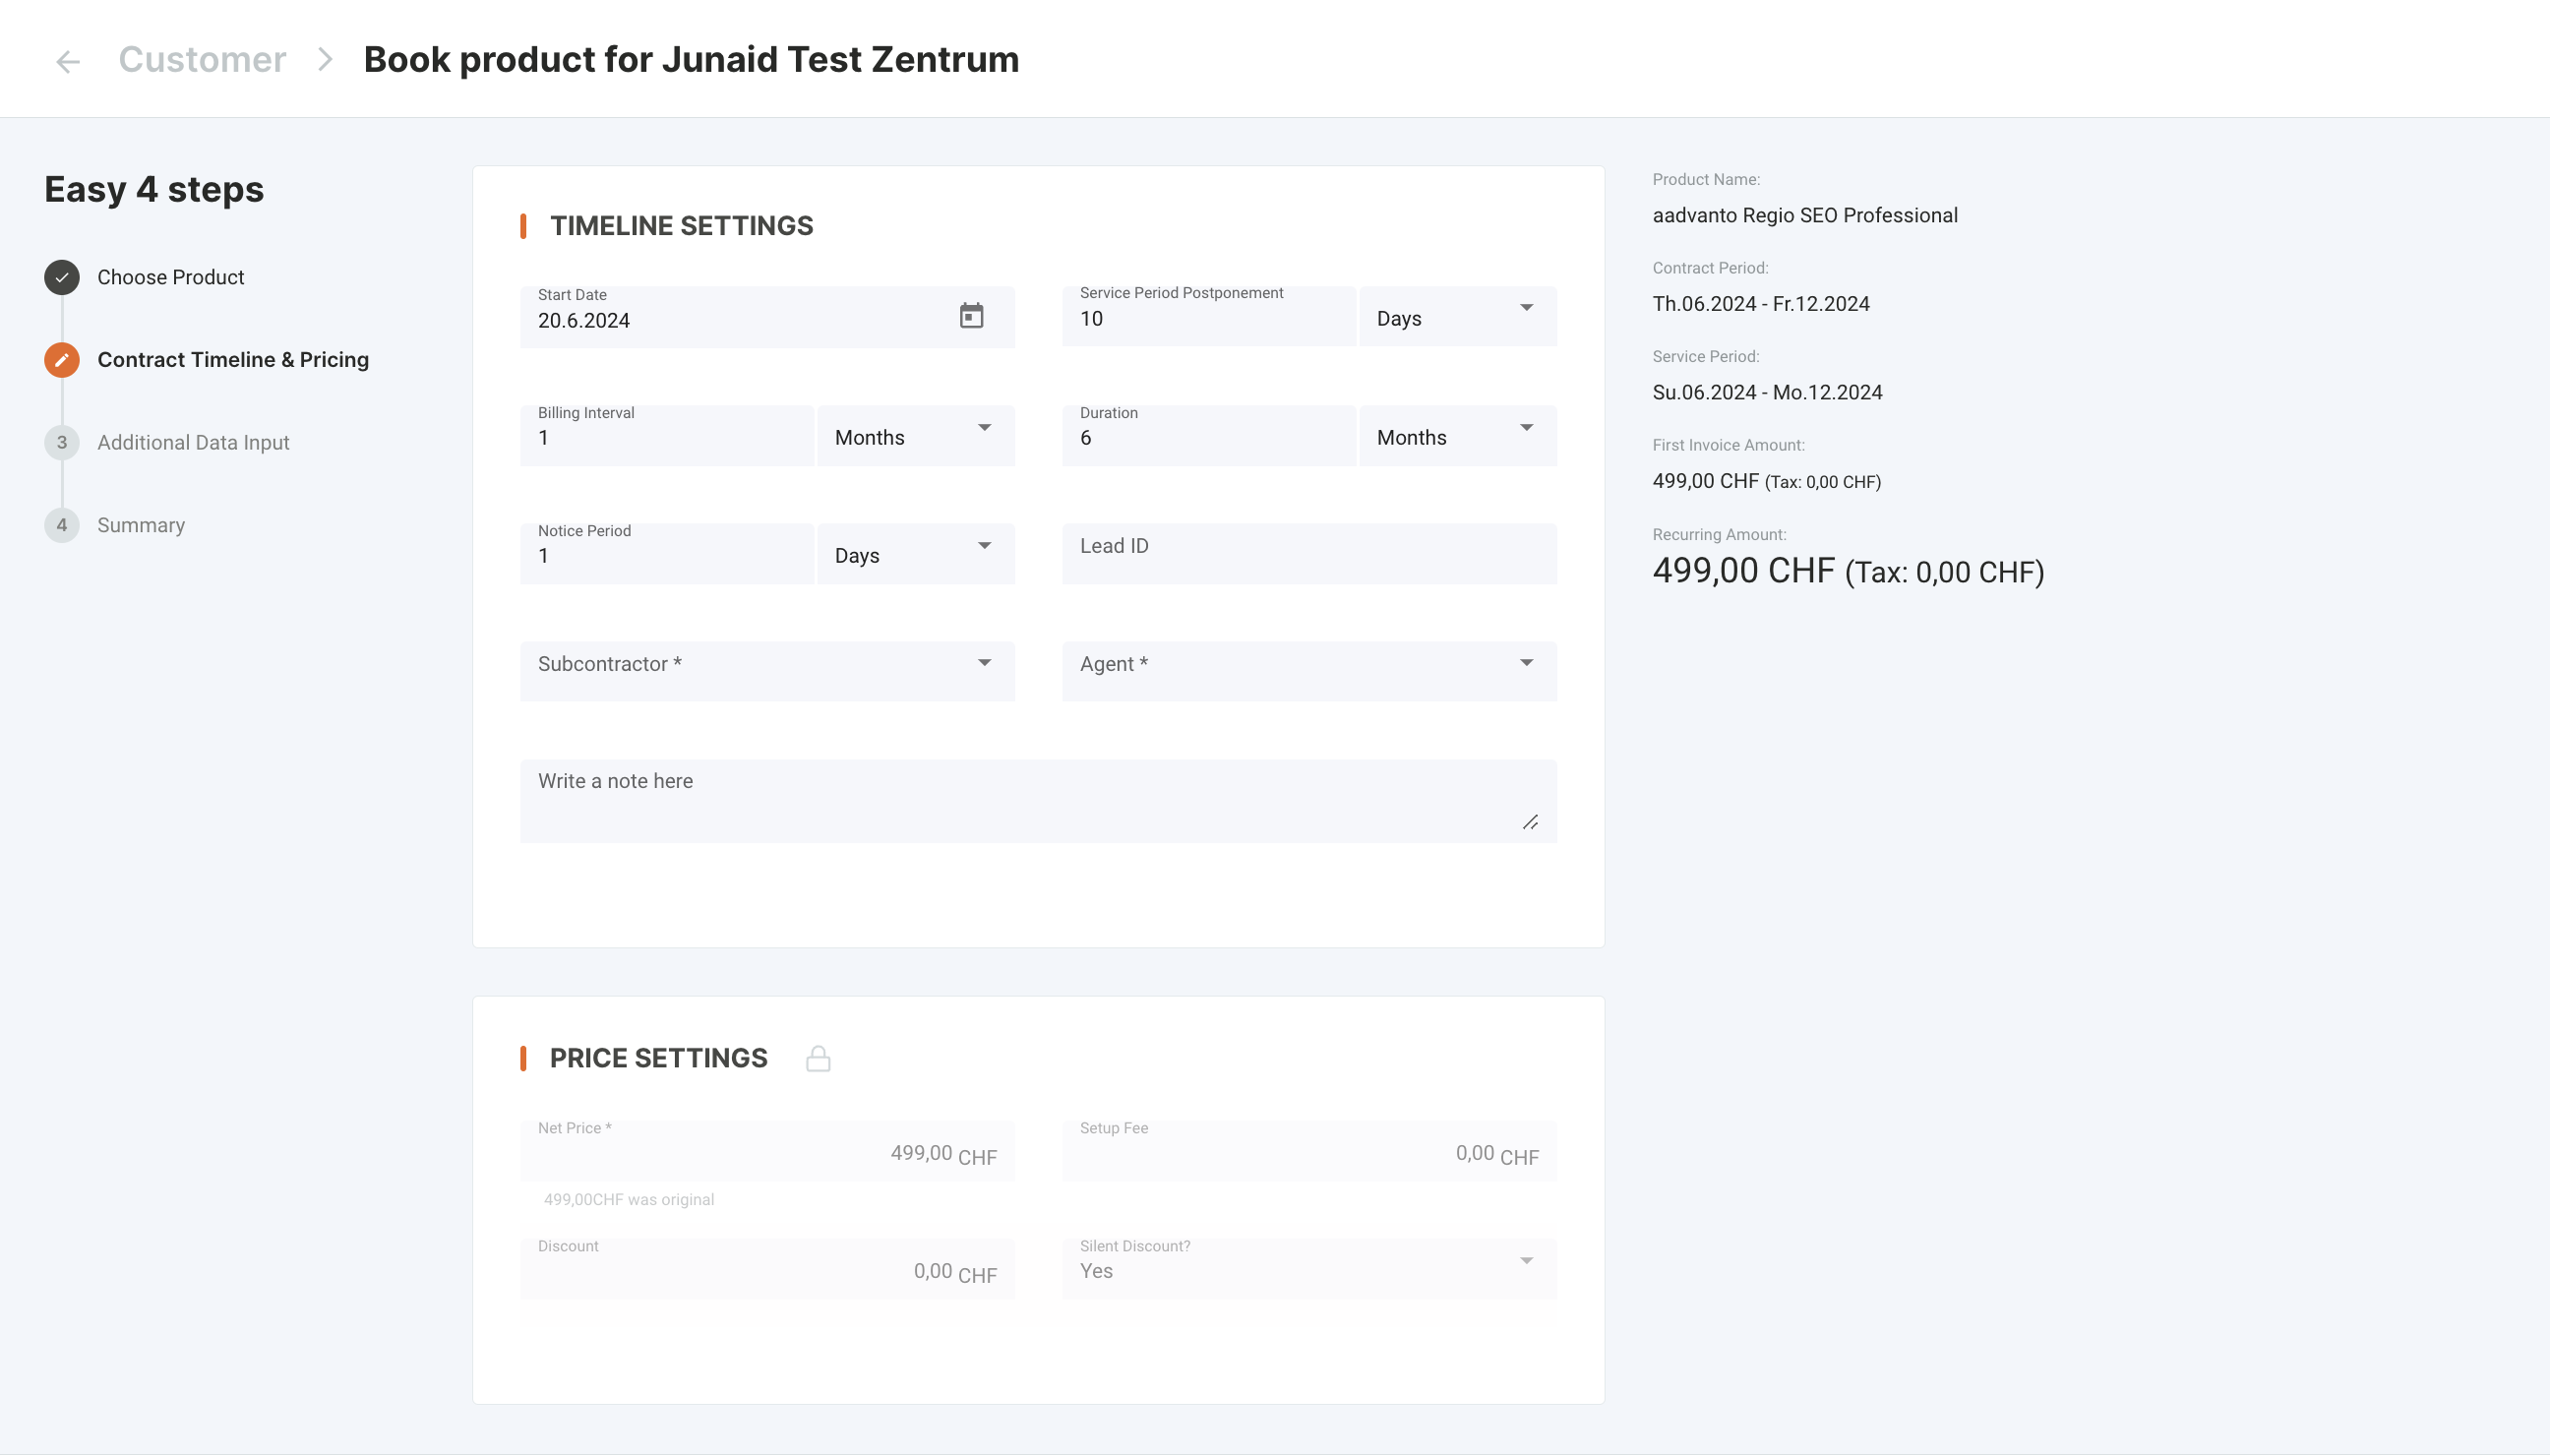 Customer > Book product for Junaid Test Zentrum
Easy 4 steps
Choose Product
Contract Timeline & Pricing
3 Additional Data Input
4 Summary
TIMELINE SETTINGS
Start Date
20.6.2024
Service Period Postponement
10 Days
Billing Interval
1 Months
Duration
6 Months
Notice Period
1 Days
Lead ID
Subcontractor *
Agent *
Write a note here
PRICE SETTINGS
Net Price *
499,00 CHF
499,00CHF was original
Setup Fee
0,00 CHF
Discount
0,00 CHF
Silent Discount?
Yes
Product Name:
aadvanto Regio SEO Professional
Contract Period:
Th.06.2024 - Fr.12.2024
Service Period:
Su.06.2024 - Mo.12.2024
First Invoice Amount:
499,00 CHF (Tax: 0,00 CHF)
Recurring Amount:
499,00 CHF (Tax: 0,00 CHF)